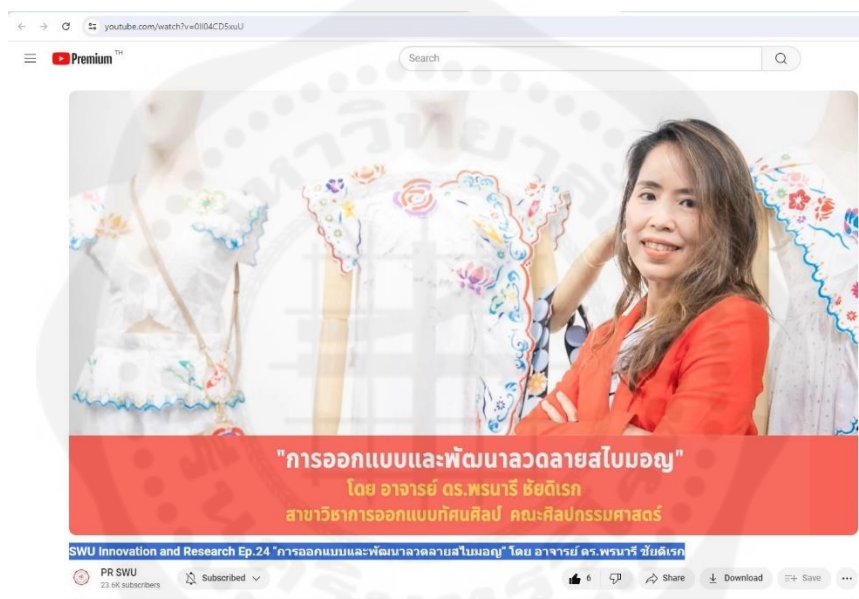 youtube.com/watch?v=0lI04CD5xuU
Premium TH
Search
"การออกแบบและพัฒนาลวดลายสไบมอญ"
โดย อาจารย์ ดร.พรนารี ชัยดิเรก
สาขาวิชาการออกแบบทัศนศิลป์ คณะศิลปกรรมศาสตร์
SWU Innovation and Research Ep.24 "การออกแบบและพัฒนาลวดลายสไบมอญ" โดย อาจารย์ ดร.พรนารี ชัยดิเรก
PR SWU
23.6K subscribers
Subscribed
6
Share
Download
Save